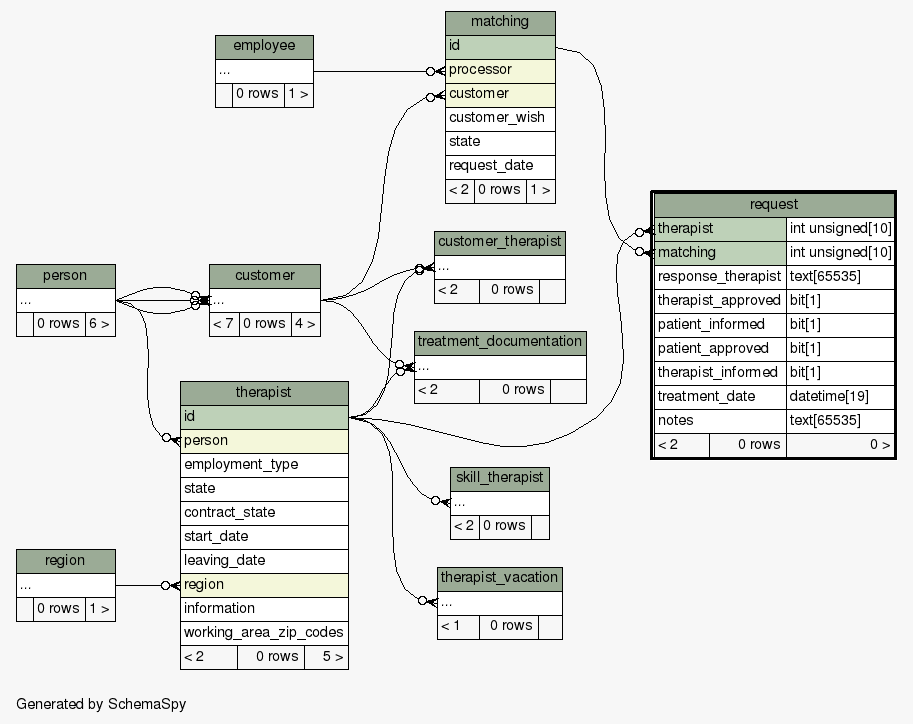 matching
id
processor
customer
customer_wish
state
request_date
< 2 0 rows 1 >
employee
...
0 rows 1 >
request
therapist int unsigned[10]
matching int unsigned[10]
response_therapist text[65535]
therapist_approved bit[1]
patient_informed bit[1]
patient_approved bit[1]
therapist_informed bit[1]
treatment_date datetime[19]
notes text[65535]
< 2 0 rows 0 >
customer_therapist
...
< 2 0 rows
person
...
0 rows 6 >
customer
...
< 7 0 rows 4 >
treatment_documentation
...
< 2 0 rows
therapist
id
person
employment_type
state
contract_state
start_date
leaving_date
region
information
working_area_zip_codes
< 2 0 rows 5 >
skill_therapist
...
< 2 0 rows
region
...
0 rows 1 >
therapist_vacation
...
< 1 0 rows
Generated by SchemaSpy